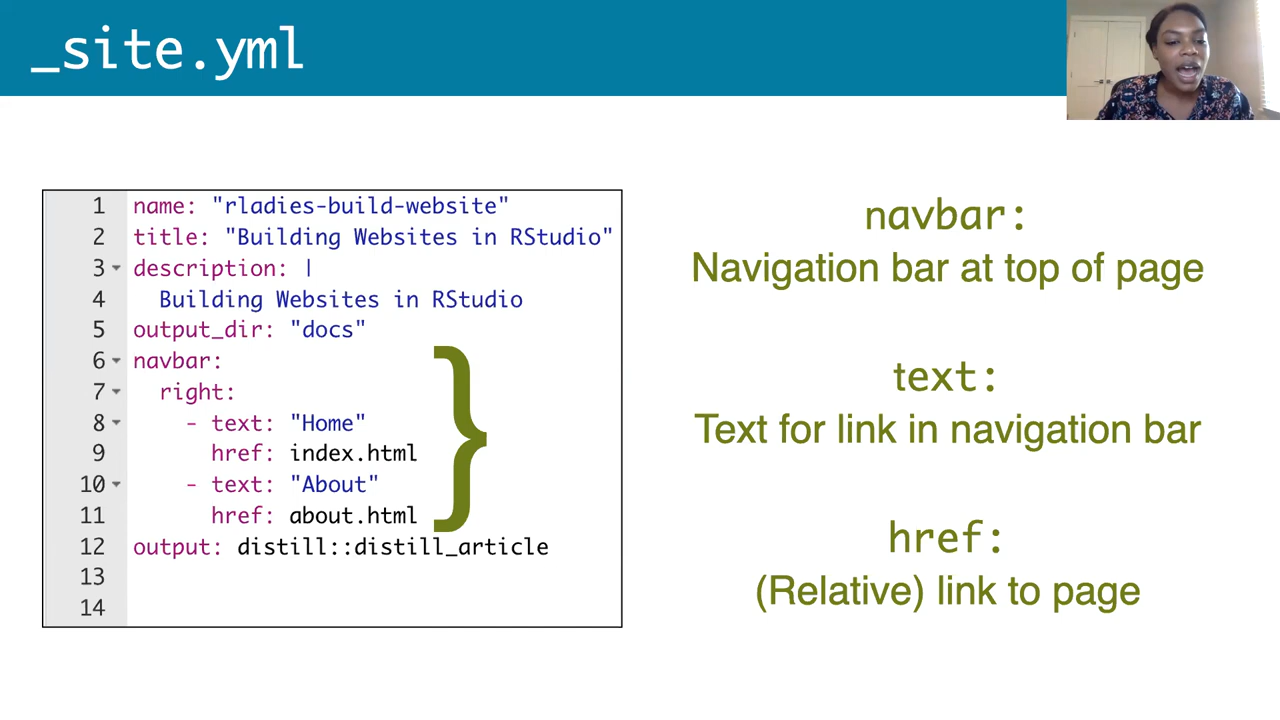 _site.yml
1 name: "rladies-build-website"
2 title: "Building Websites in RStudio"
3 description: |
4 Building Websites in RStudio
5 output_dir: "docs"
6 navbar:
7 right:
8 - text: "Home"
9 href: index.html
10 - text: "About"
11 href: about.html
12 output: distill::distill_article
13
14
}
navbar:
Navigation bar at top of page
text:
Text for link in navigation bar
href:
(Relative) link to page